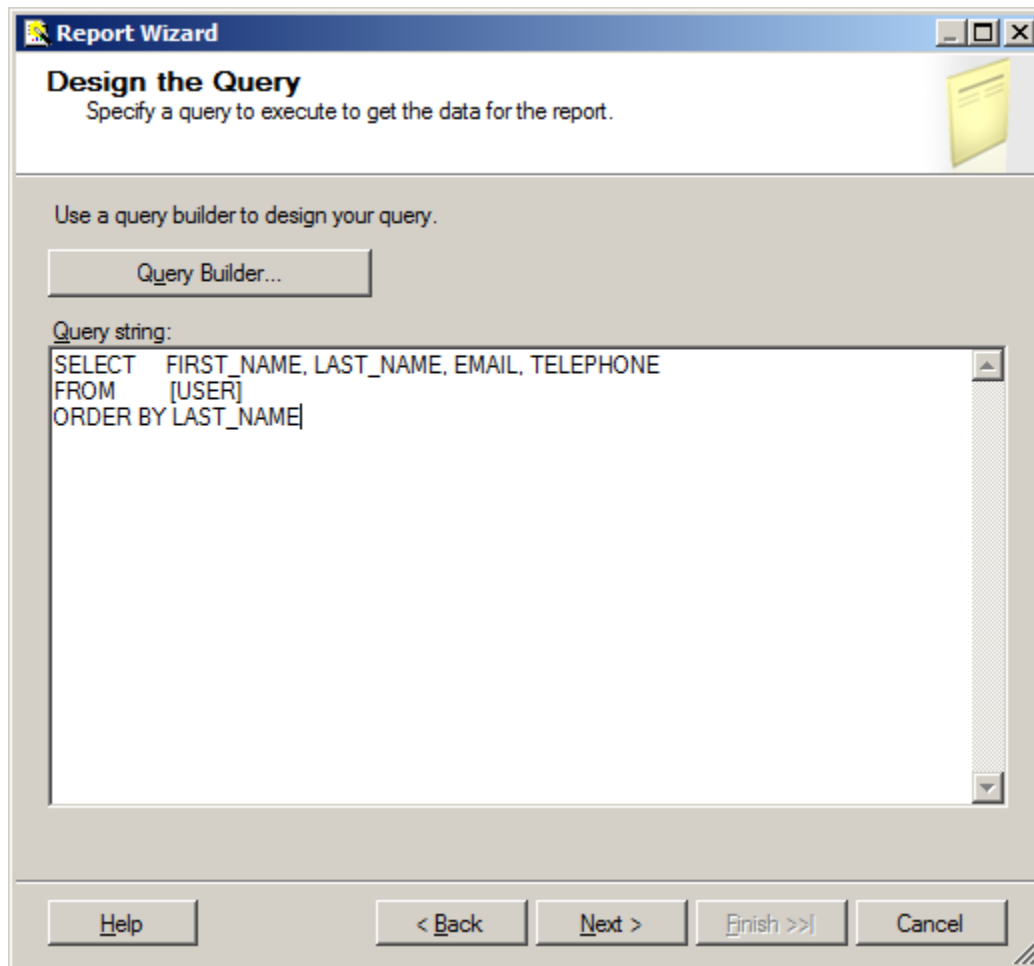 Report Wizard
Design the Query
Specify a query to execute to get the data for the report.
Use a query builder to design your query.
Query Builder...
Query string:
SELECT FIRST_NAME, LAST_NAME, EMAIL, TELEPHONE
FROM [USER]
ORDER BY LAST_NAME
Help < Back Next > Finish >>| Cancel